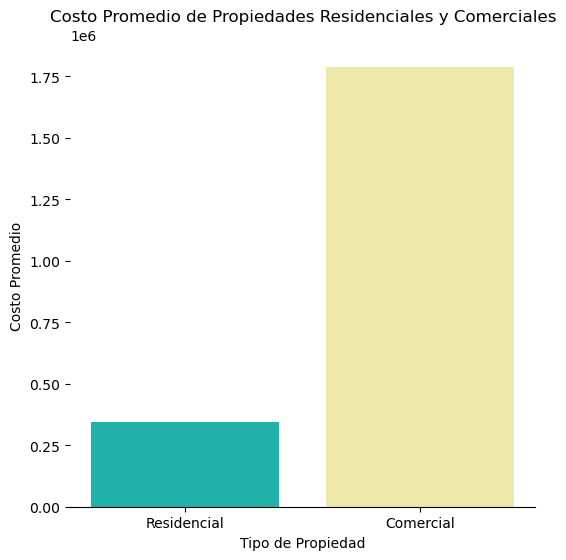 Costo Promedio de Propiedades Residenciales y Comerciales
1e6
1.75
1.50
1.25
1.00
0.75
0.50
0.25
0.00
Costo Promedio
Residencial
Comercial
Tipo de Propiedad